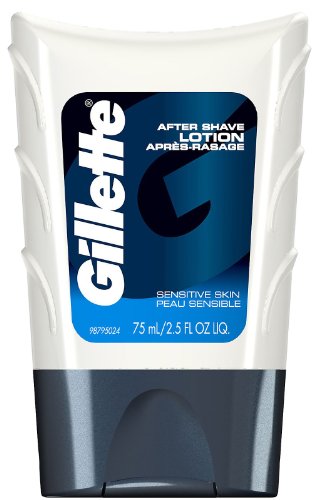 Gillette®
AFTER SHAVE
LOTION
APRÈS-RASAGE
SENSITIVE SKIN
PEAU SENSIBLE
98795024
75 mL/2.5 FL OZ LIQ.